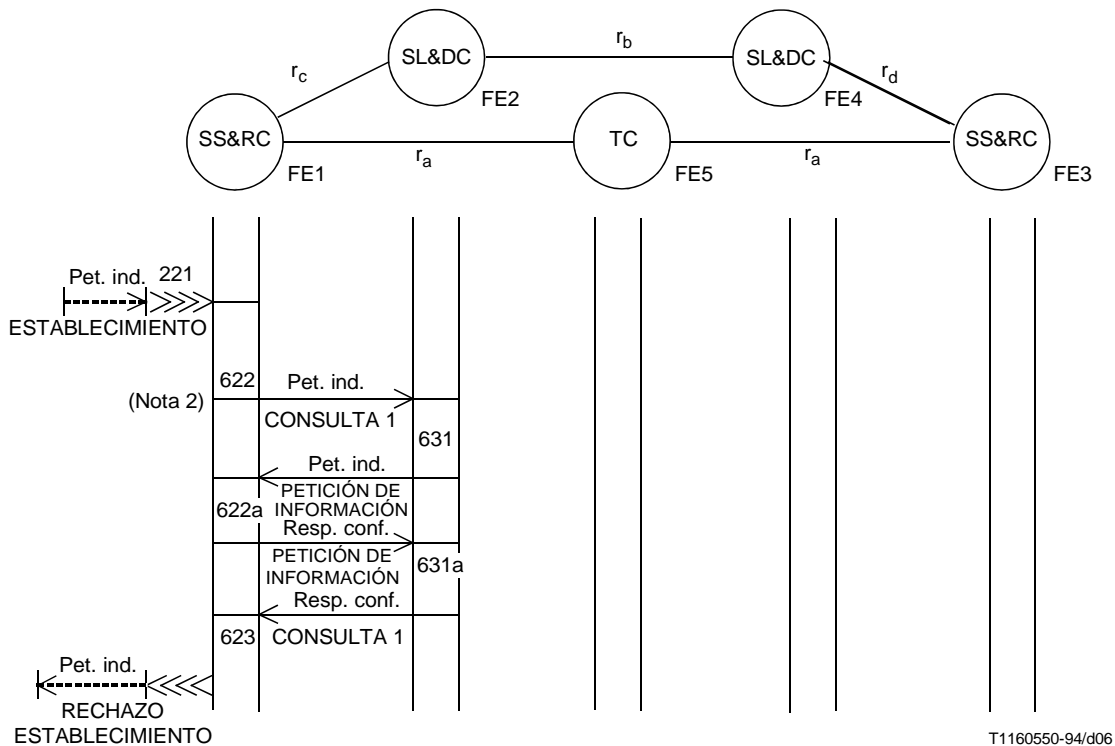 SL&DC
r_b
SL&DC
r_c
FE2
FE4
r_d
SS&RC
FE1
r_a
TC
FE5
r_a
SS&RC
FE3
Pet. ind. 221
ESTABLECIMIENTO
622 Pet. ind.
(Nota 2)
CONSULTA 1
631
Pet. ind.
PETICIÓN DE
622a INFORMACIÓN
Resp. conf.
PETICIÓN DE
INFORMACIÓN
631a
Resp. conf.
623 CONSULTA 1
Pet. ind.
RECHAZO
ESTABLECIMIENTO
T1160550-94/d06